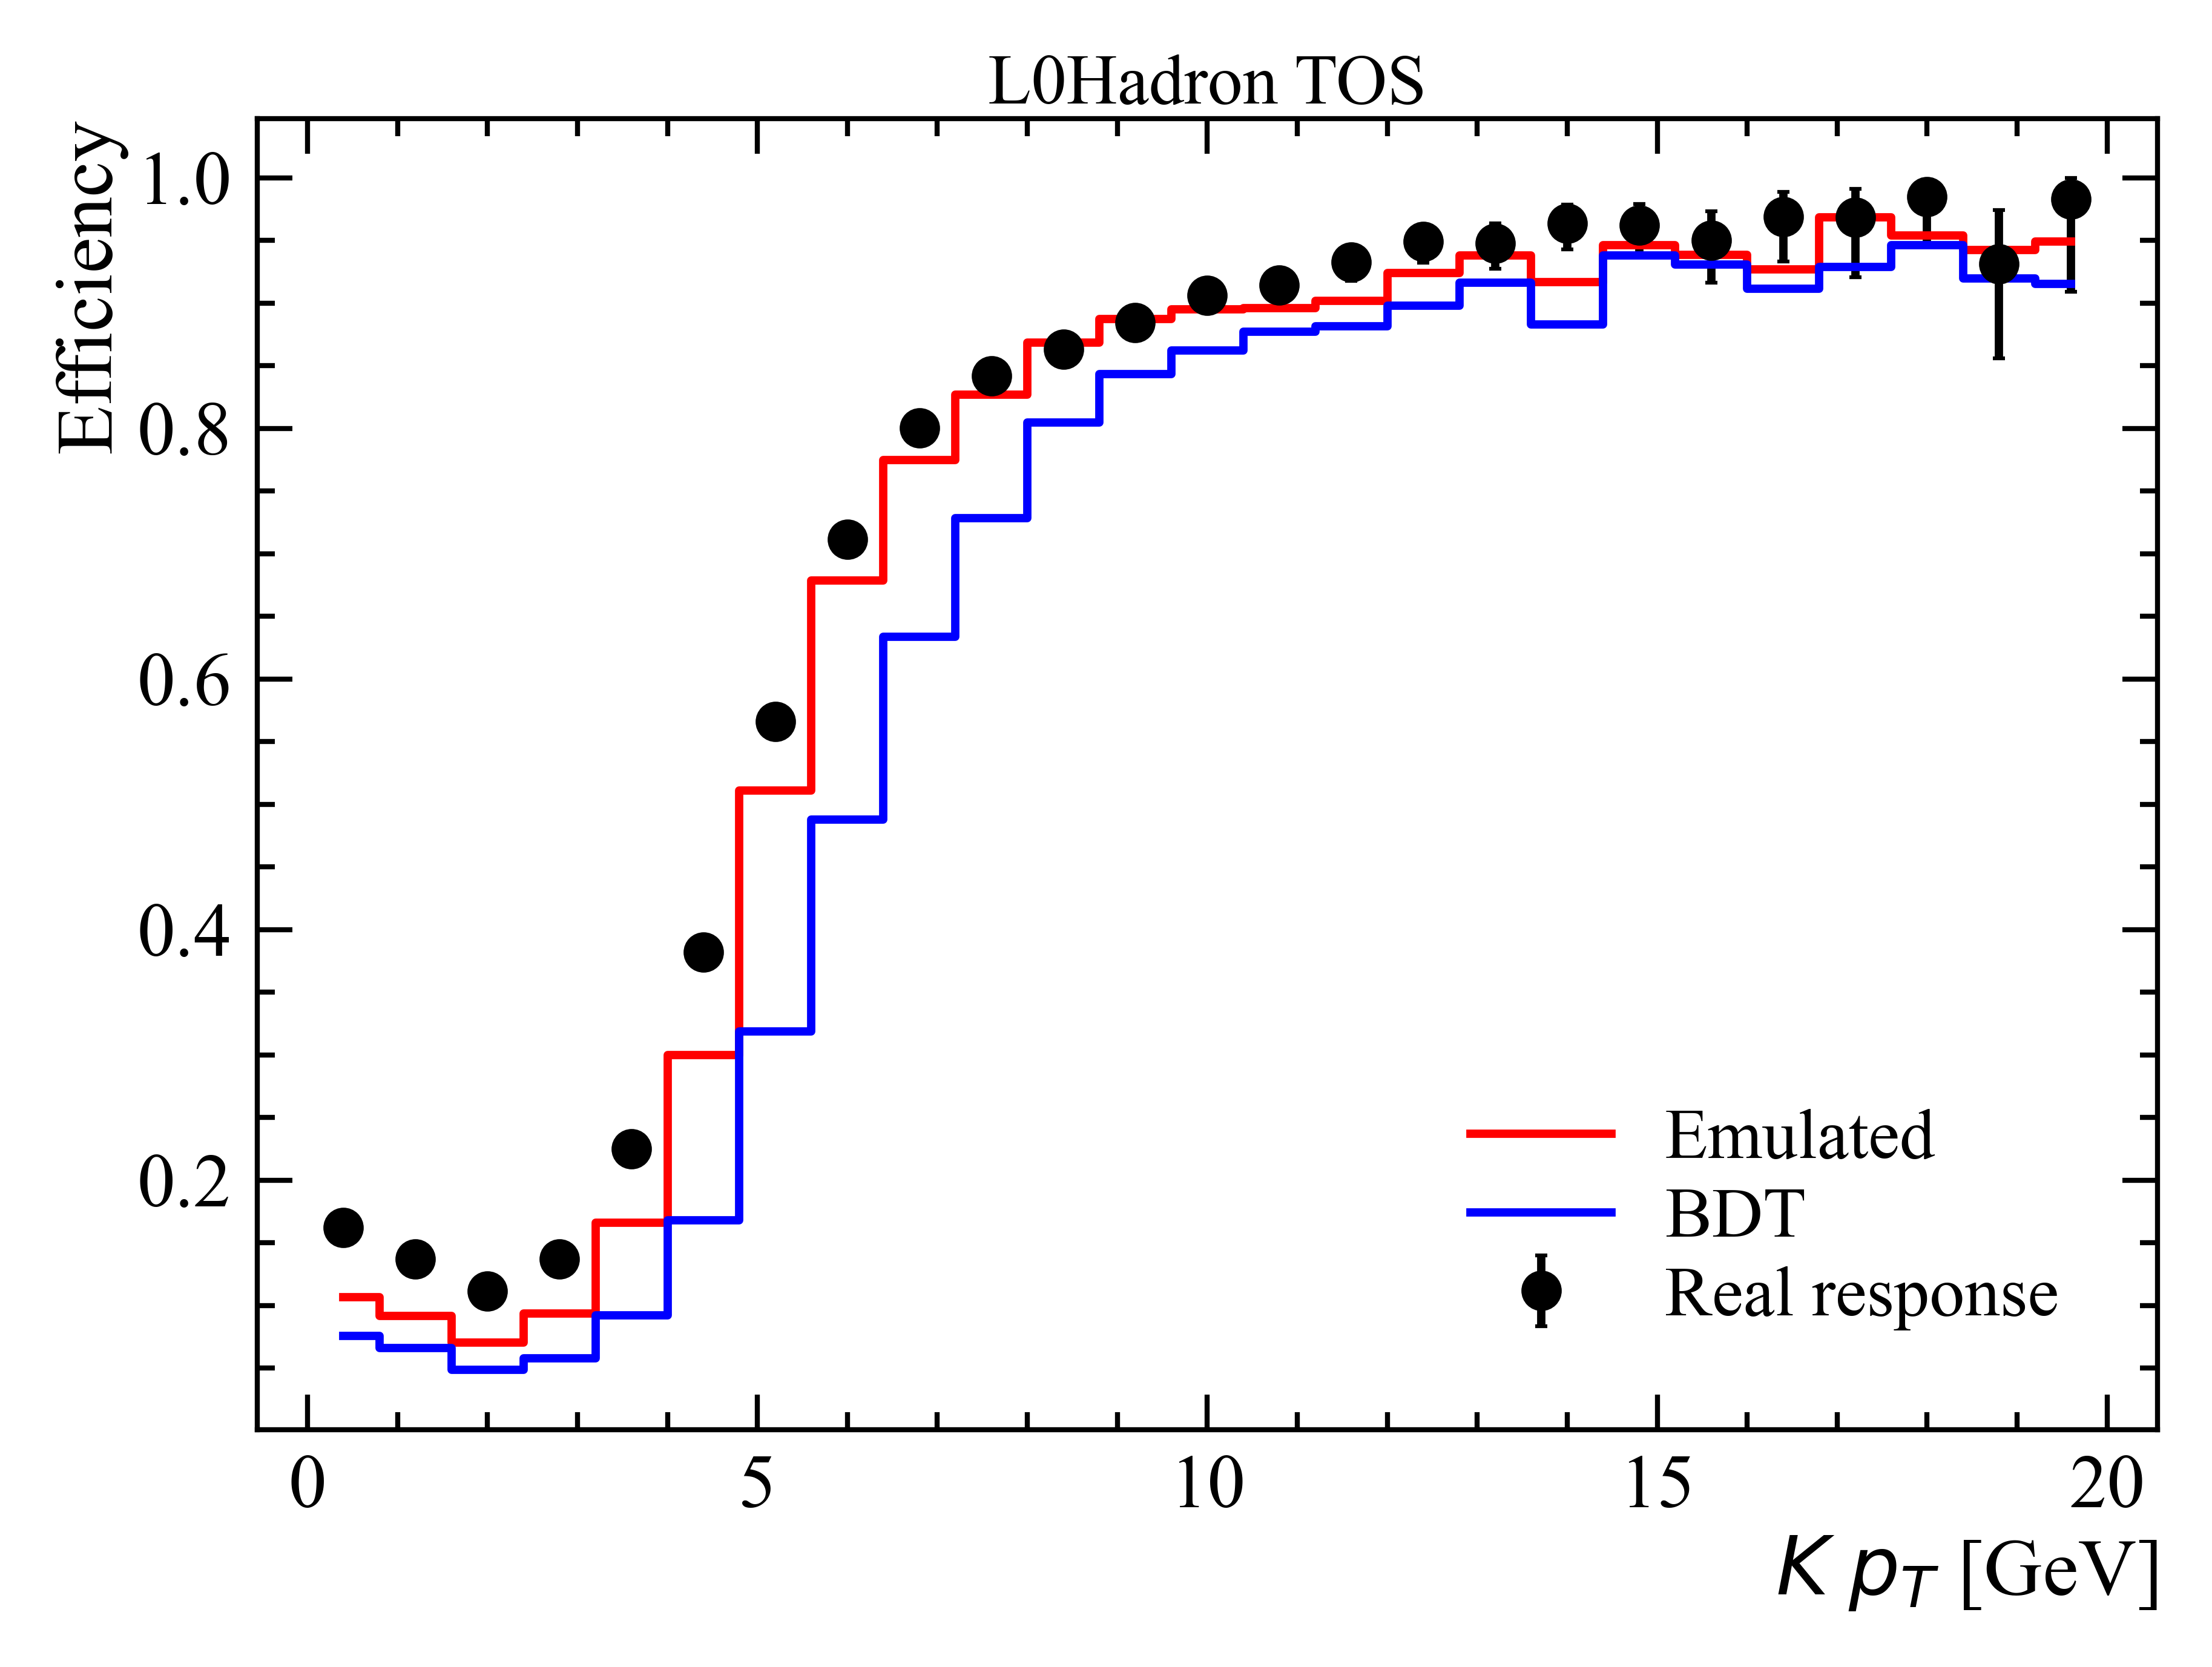 L0Hadron TOS
Efficiency
1.0
0.8
0.6
0.4
0.2
Emulated
BDT
Real response
0 5 10 15 20
K p_T [GeV]